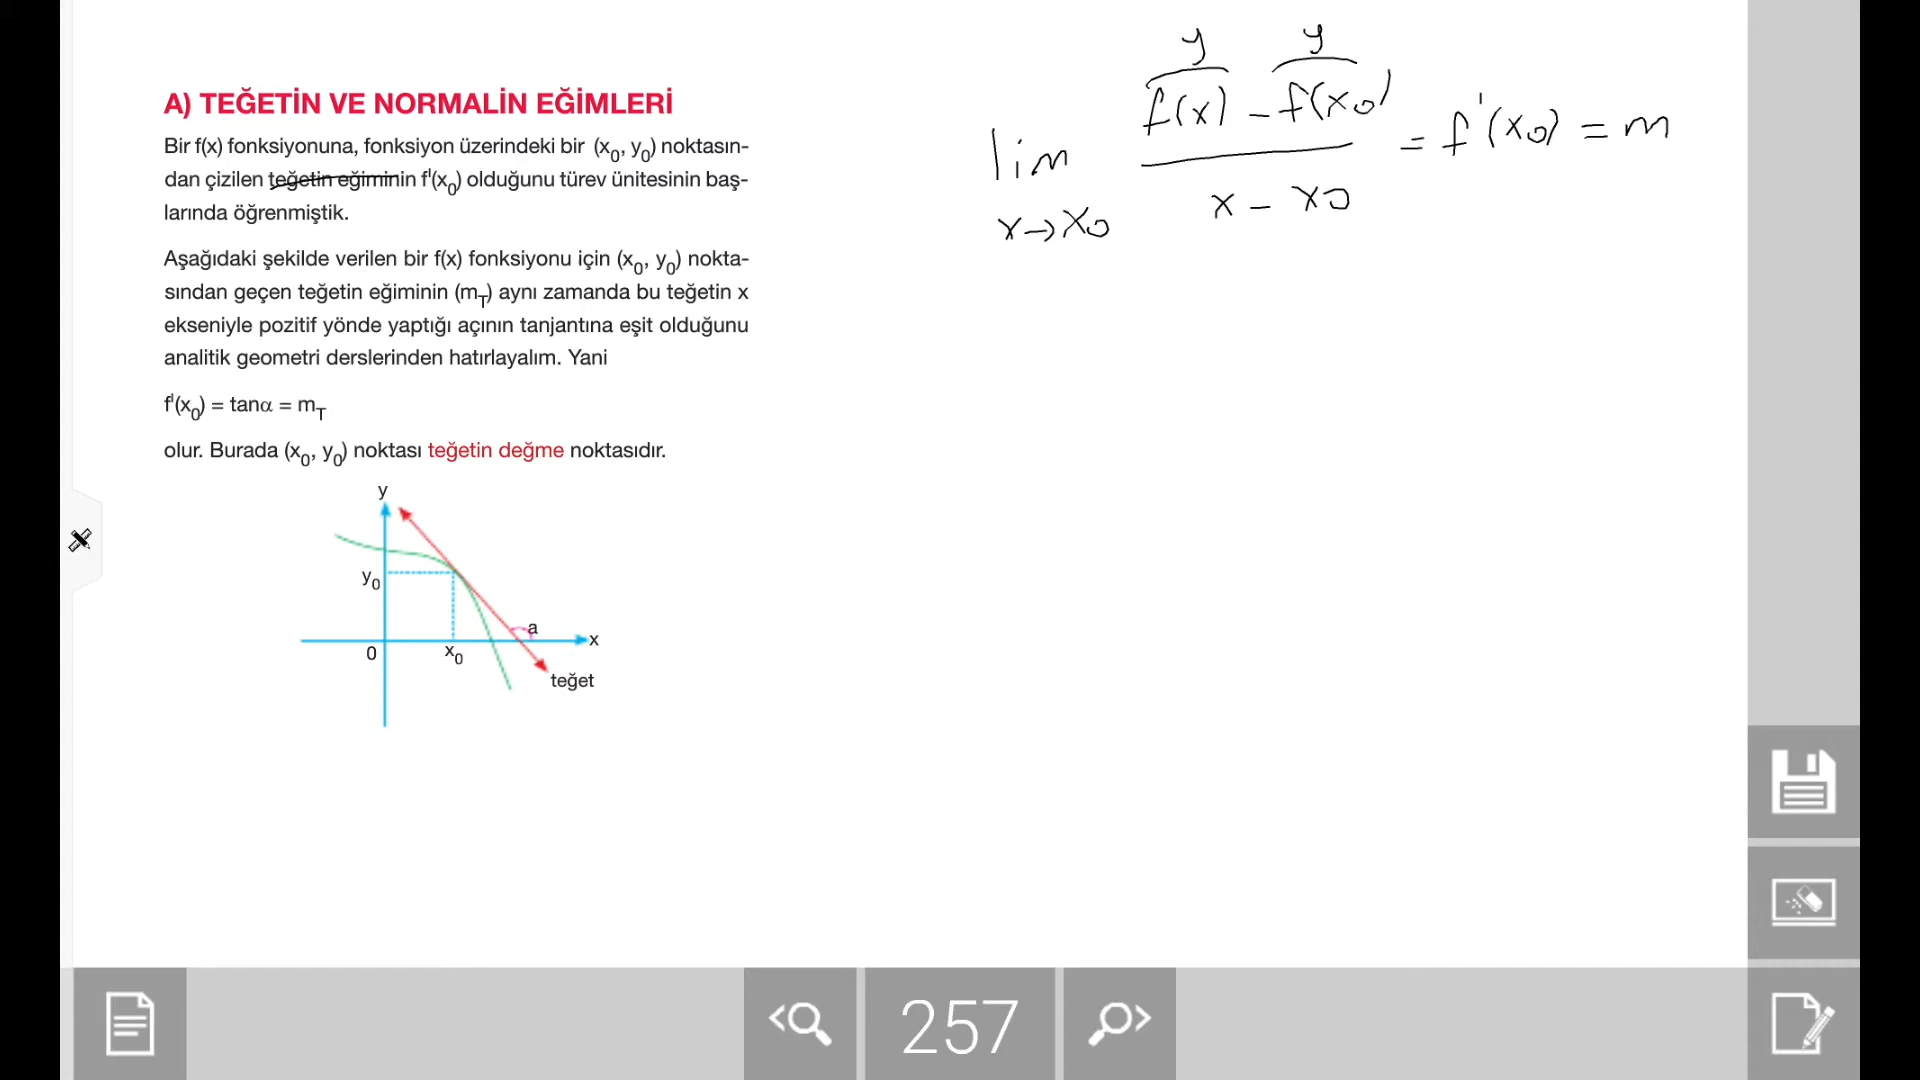 A) TEĞETİN VE NORMALİN EĞİMLERİ
Bir f(x) fonksiyonuna, fonksiyon üzerindeki bir (x₀, y₀) noktasın-
dan çizilen teğetin eğiminin f'(x₀) olduğunu türev ünitesinin baş-
larında öğrenmiştik.
Aşağıdaki şekilde verilen bir f(x) fonksiyonu için (x₀, y₀) nokta-
sından geçen teğetin eğiminin (m_T) aynı zamanda bu teğetin x
ekseniyle pozitif yönde yaptığı açının tanjantına eşit olduğunu
analitik geometri derslerinden hatırlayalım. Yani
f'(x₀) = tanα = m_T
olur. Burada (x₀, y₀) noktası teğetin değme noktasıdır.
y
y₀
a
x
0
x₀
teğet
y y
f(x) - f(x₀)
lim = f'(x₀) = m
x→x₀ x - x₀
257